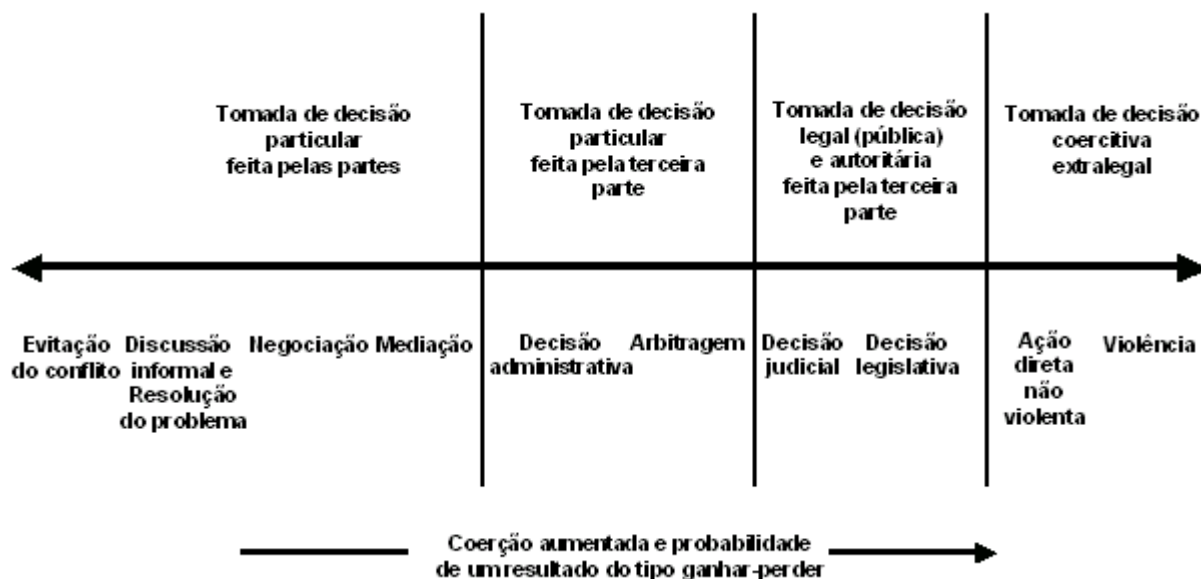 Tomada de decisão
particular
feita pelas partes
Tomada de decisão
particular
feita pela terceira
parte
Tomada de decisão
legal (pública)
e autoritária
feita pela terceira
parte
Tomada de decisão
coercitiva
extralegal
Evitação
do conflito
Discussão
informal e
Resolução
do problema
Negociação
Mediação
Decisão
administrativa
Arbitragem
Decisão
judicial
Decisão
legislativa
Ação
direta
não
violenta
Violência
Coerção aumentada e probabilidade
de um resultado do tipo ganhar-perder